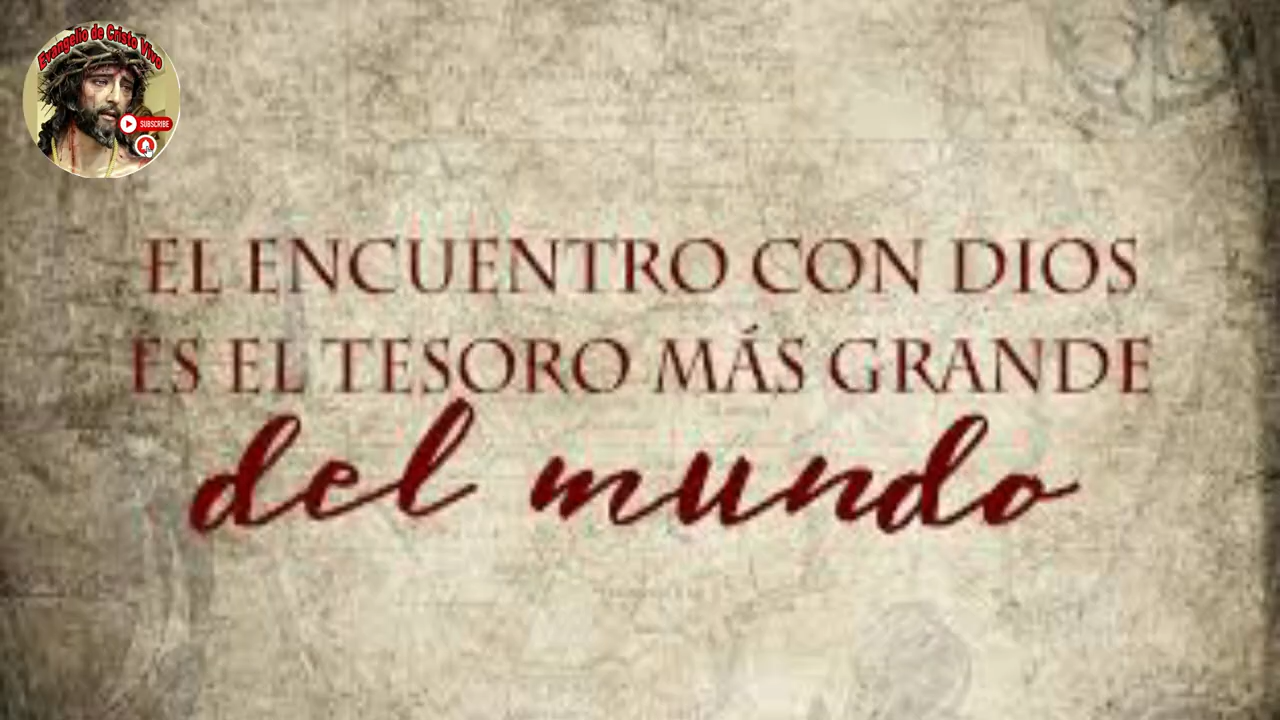 Evangelio de Cristo Vivo
SUBSCRIBE
EL ENCUENTRO CON DIOS
ES EL TESORO MÁS GRANDE
del mundo